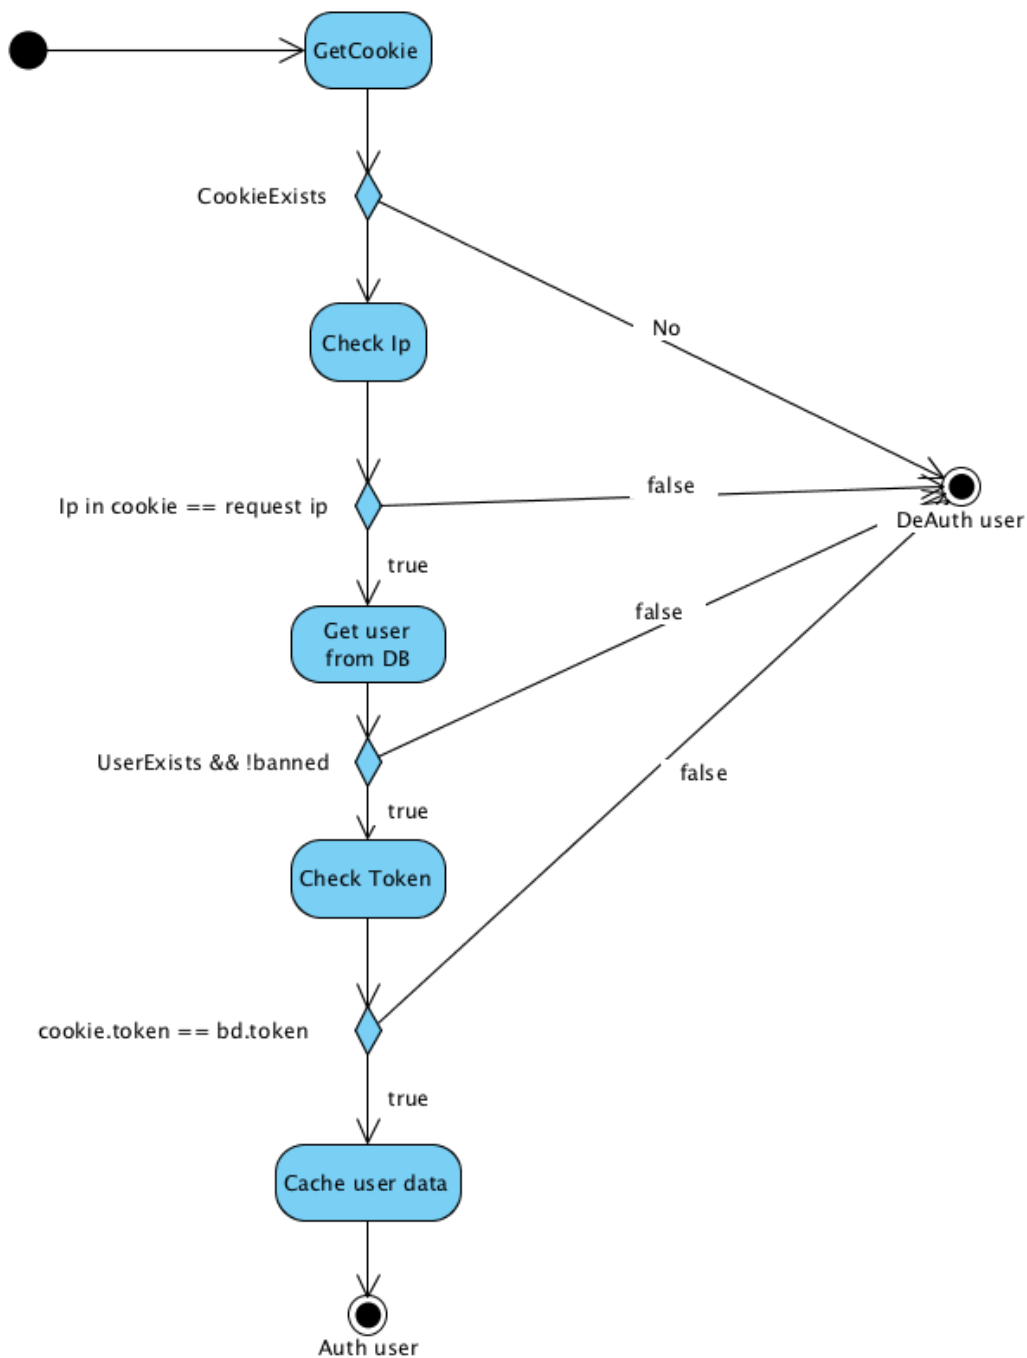 GetCookie
CookieExists
No
Check Ip
Ip in cookie == request ip
false
DeAuth user
true
Get user
from DB
false
UserExists && !banned
true
false
Check Token
cookie.token == bd.token
true
Cache user data
Auth user